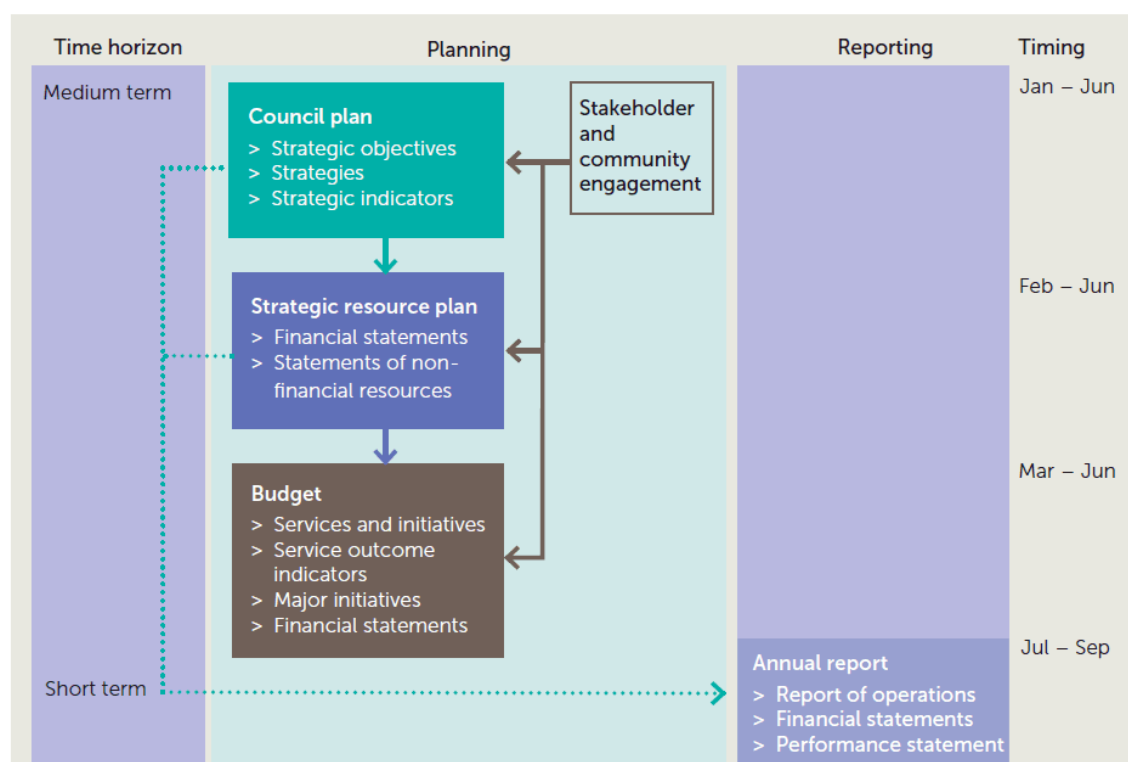 Time horizon
Planning
Reporting
Timing
Medium term
Jan – Jun
Council plan
> Strategic objectives
> Strategies
> Strategic indicators
Stakeholder
and
community
engagement
Feb – Jun
Strategic resource plan
> Financial statements
> Statements of non-
financial resources
Mar – Jun
Budget
> Services and initiatives
> Service outcome
indicators
> Major initiatives
> Financial statements
Jul – Sep
Short term
Annual report
> Report of operations
> Financial statements
> Performance statement